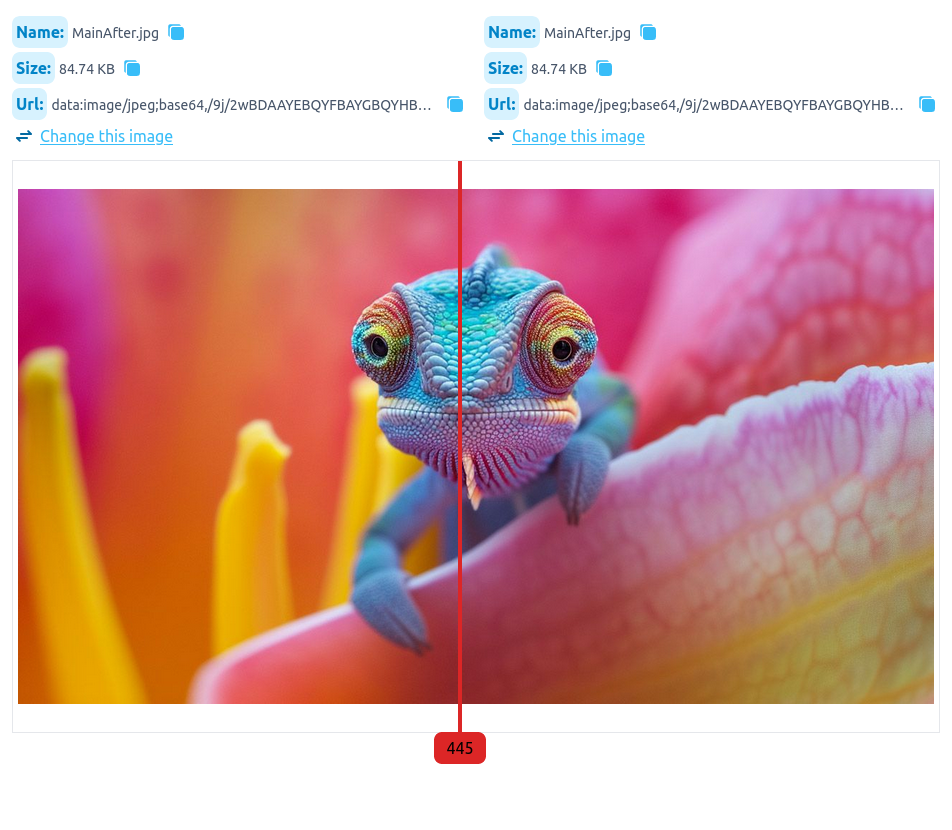 Name: MainAfter.jpg
Size: 84.74 KB
Url: data:image/jpeg;base64,/9j/2wBDAAYEBQYFBAYGBQYHB...
Change this image
Name: MainAfter.jpg
Size: 84.74 KB
Url: data:image/jpeg;base64,/9j/2wBDAAYEBQYFBAYGBQYHB...
Change this image
445